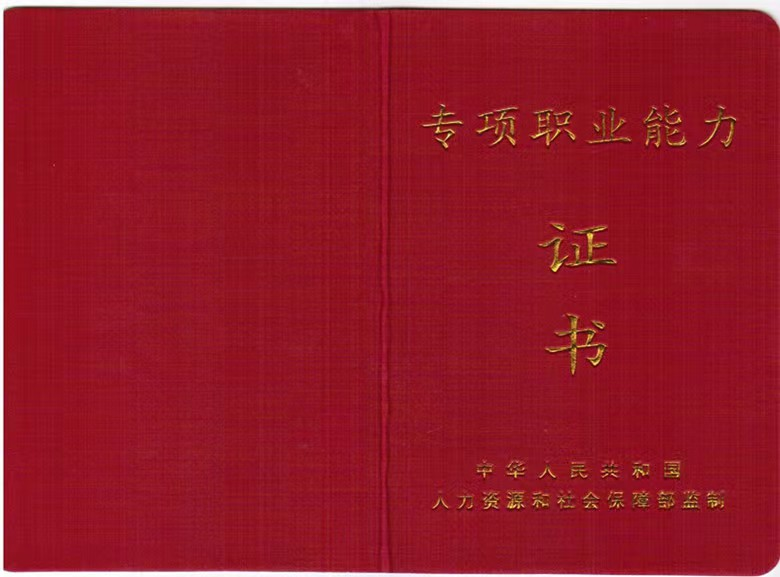 专项职业能力
证
书
中华人民共和国
人力资源和社会保障部监制